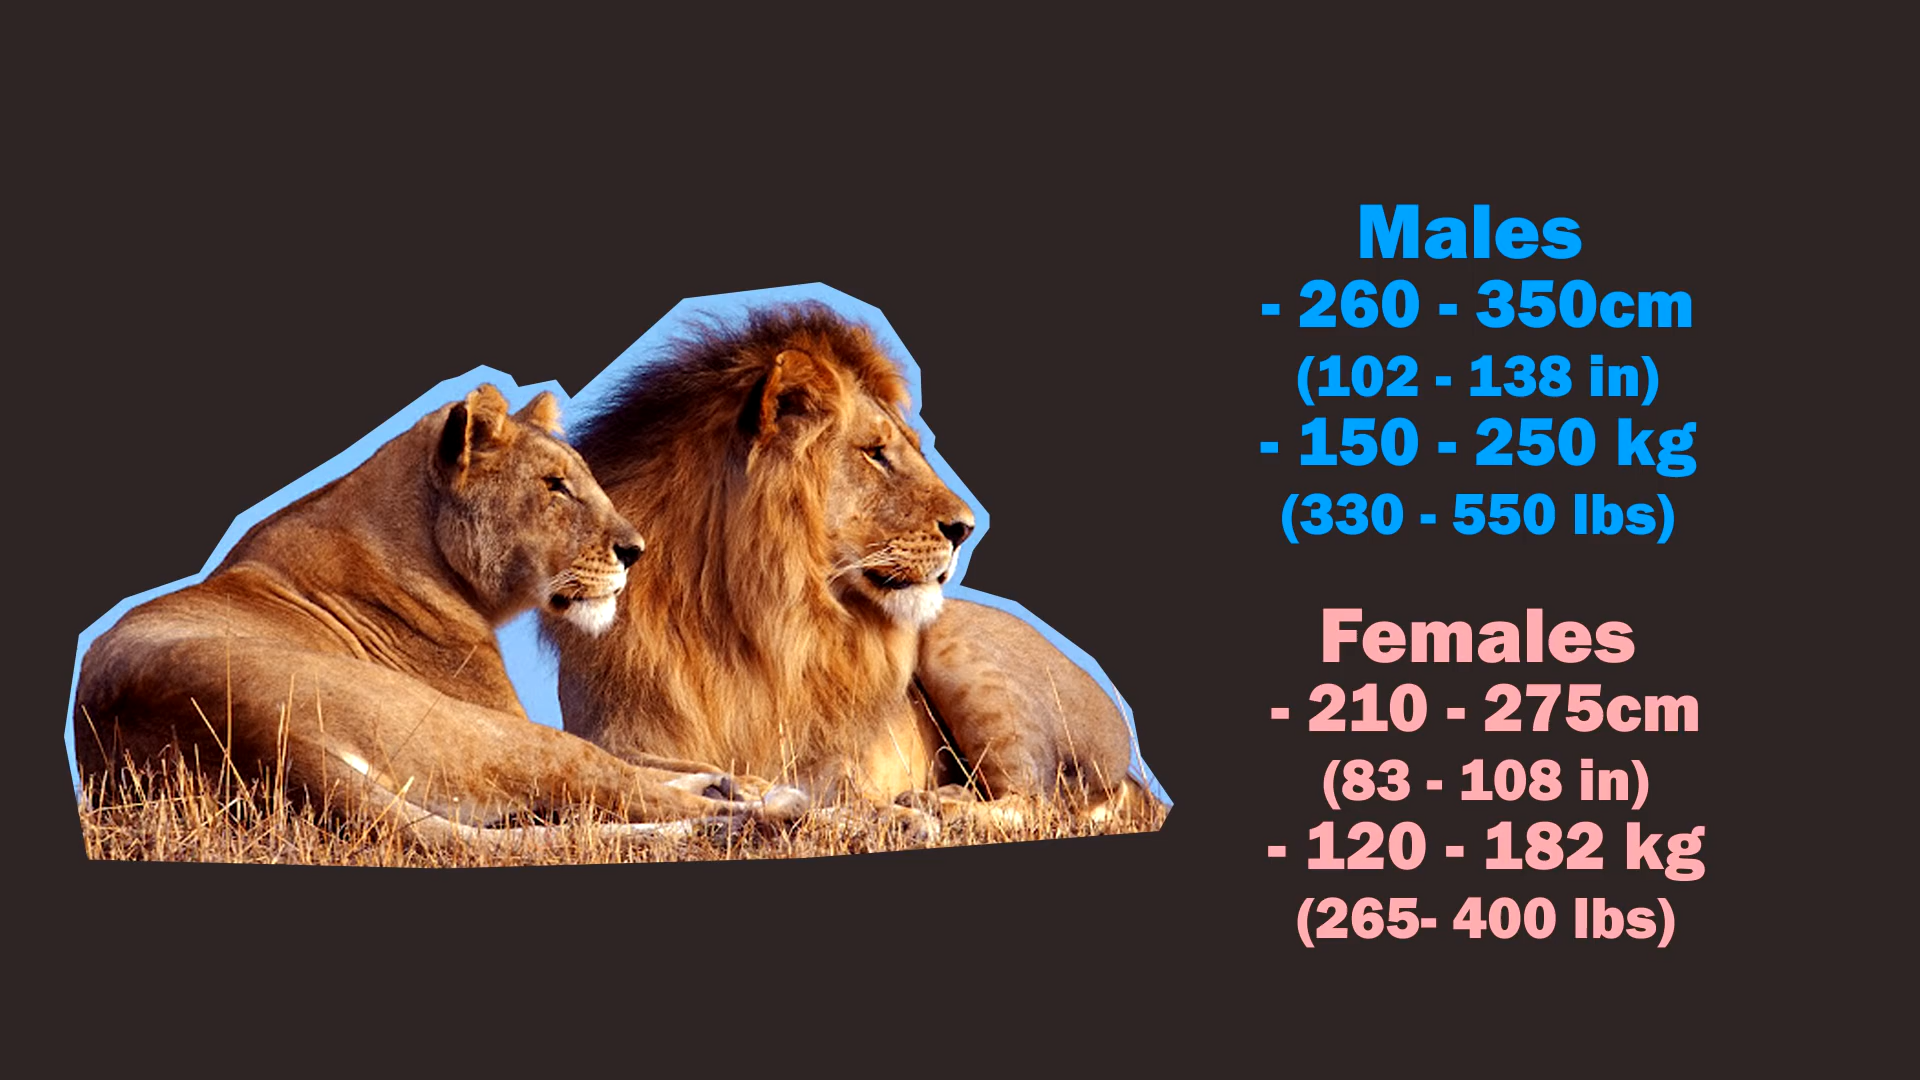 Males
- 260 - 350cm
(102 - 138 in)
- 150 - 250 kg
(330 - 550 lbs)
Females
- 210 - 275cm
(83 - 108 in)
- 120 - 182 kg
(265- 400 lbs)